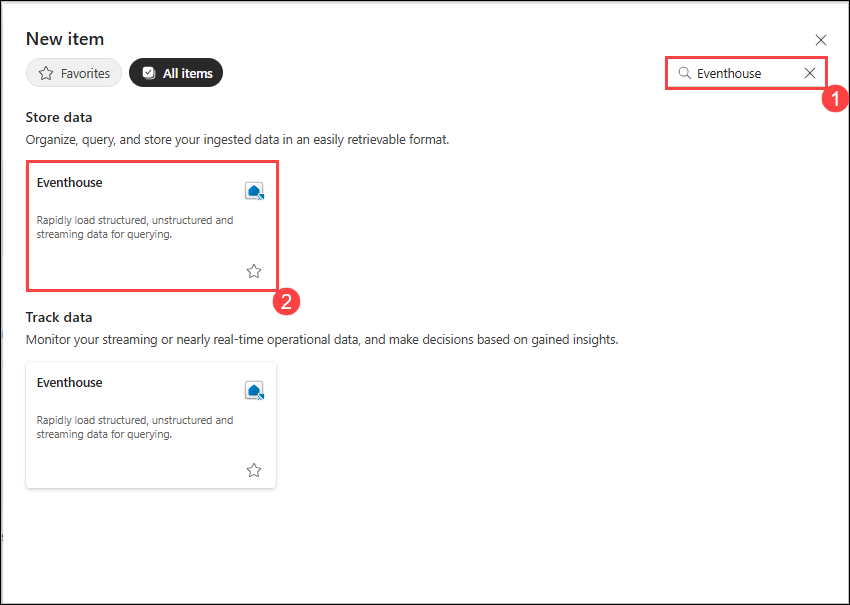 New item
Favorites
All items
Eventhouse
1
Store data
Organize, query, and store your ingested data in an easily retrievable format.
Eventhouse
Rapidly load structured, unstructured and
streaming data for querying.
2
Track data
Monitor your streaming or nearly real-time operational data, and make decisions based on gained insights.
Eventhouse
Rapidly load structured, unstructured and
streaming data for querying.